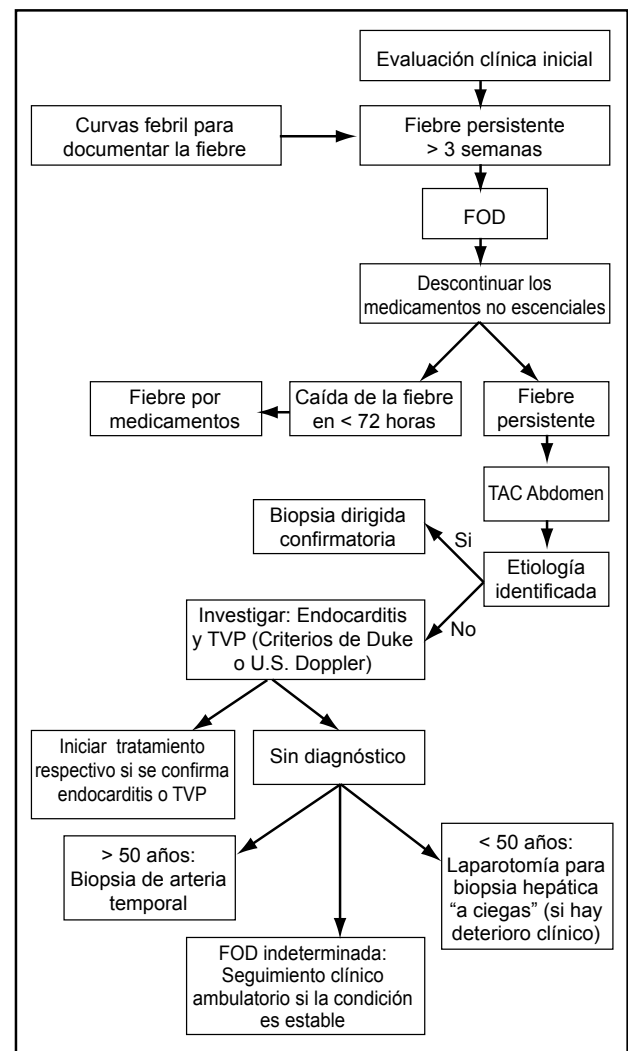 Evaluación clínica inicial
Curvas febril para
documentar la fiebre
Fiebre persistente
> 3 semanas
FOD
Descontinuar los
medicamentos no escenciales
Fiebre por
medicamentos
Caída de la fiebre
en < 72 horas
Fiebre
persistente
TAC Abdomen
Biopsia dirigida
confirmatoria
Si
Etiología
identificada
No
Investigar: Endocarditis
y TVP (Criterios de Duke
o U.S. Doppler)
Iniciar tratamiento
respectivo si se confirma
endocarditis o TVP
Sin diagnóstico
> 50 años:
Biopsia de arteria
temporal
< 50 años:
Laparotomía para
biopsia hepática
“a ciegas” (si hay
deterioro clínico)
FOD indeterminada:
Seguimiento clínico
ambulatorio si la condición
es estable